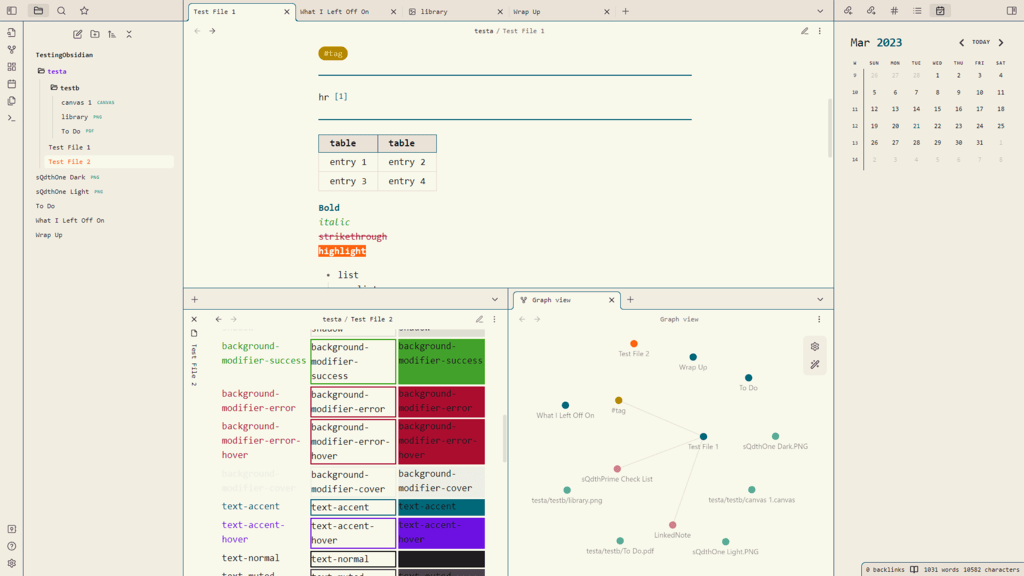 Test File 1
What I Left Off On
library
Wrap Up
TestingObsidian
testa
testb
canvas 1 CANVAS
library PNG
To Do PDF
Test File 1
Test File 2
sQdthOne Dark PNG
sQdthOne Light PNG
To Do
What I Left Off On
Wrap Up
testa / Test File 1
#tag
hr [1]
table table
entry 1 entry 2
entry 3 entry 4
Bold
italic
strikethrough
highlight
• list
Mar 2023
TODAY
W SUN MON TUE WED THU FRI SAT
9 26 27 28 1 2 3 4
10 5 6 7 8 9 10 11
11 12 13 14 15 16 17 18
12 19 20 21 22 23 24 25
13 26 27 28 29 30 31 1
14 2 3 4 5 6 7 8
testa / Test File 2
Test File 2
shadow
background-modifier-success background-modifier-success background-modifier-success
background-modifier-error background-modifier-error background-modifier-error
background-modifier-error-hover background-modifier-error-hover background-modifier-error-hover
background-modifier-cover background-modifier-cover background-modifier-cover
text-accent text-accent text-accent
text-accent-hover text-accent-hover text-accent-hover
text-normal text-normal
text-muted text-muted
Graph view
Graph view
Test File 2
Wrap Up
To Do
What I Left Off On
#tag
Test File 1
sQdthOne Dark.PNG
sQdthPrime Check List
testa/testb/library.png
testa/testb/canvas 1.canvas
LinkedNote
testa/testb/To Do.pdf
sQdthOne Light.PNG
0 backlinks 1031 words 10582 characters